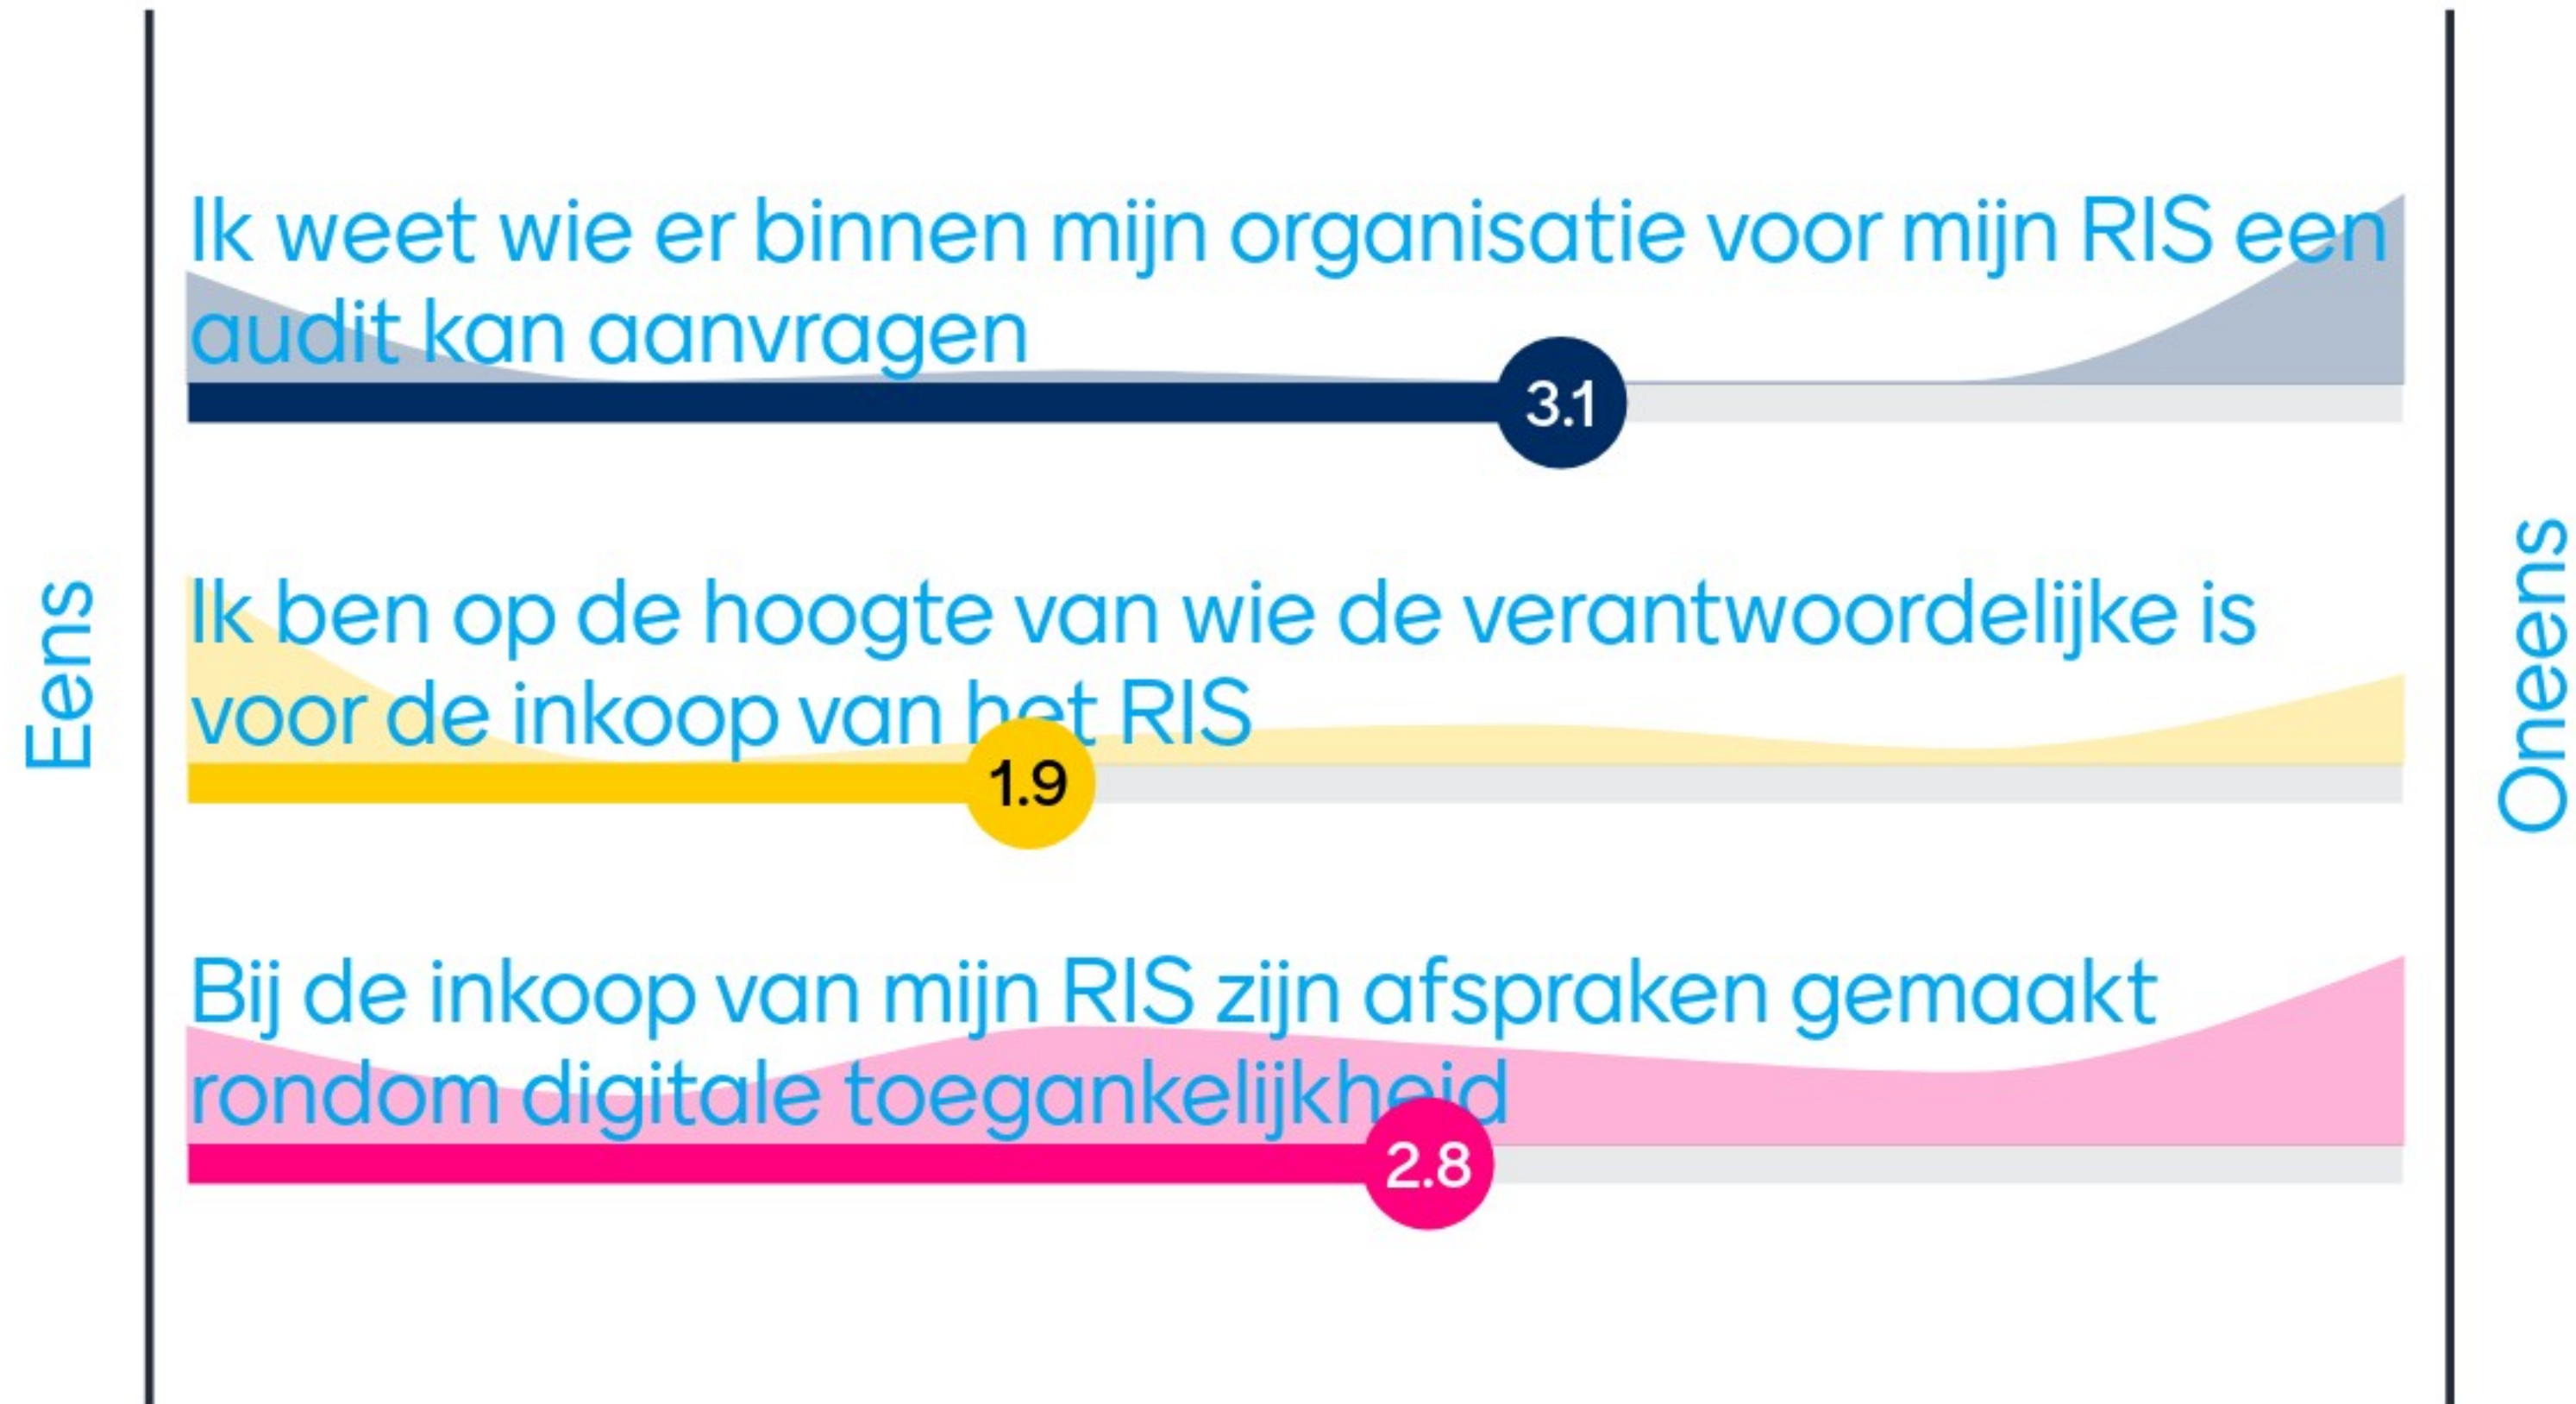 Ik weet wie er binnen mijn organisatie voor mijn RIS een
audit kan aanvragen
3.1
Ik ben op de hoogte van wie de verantwoordelijke is
voor de inkoop van het RIS
1.9
Bij de inkoop van mijn RIS zijn afspraken gemaakt
rondom digitale toegankelijkheid
2.8
Eens
Oneens